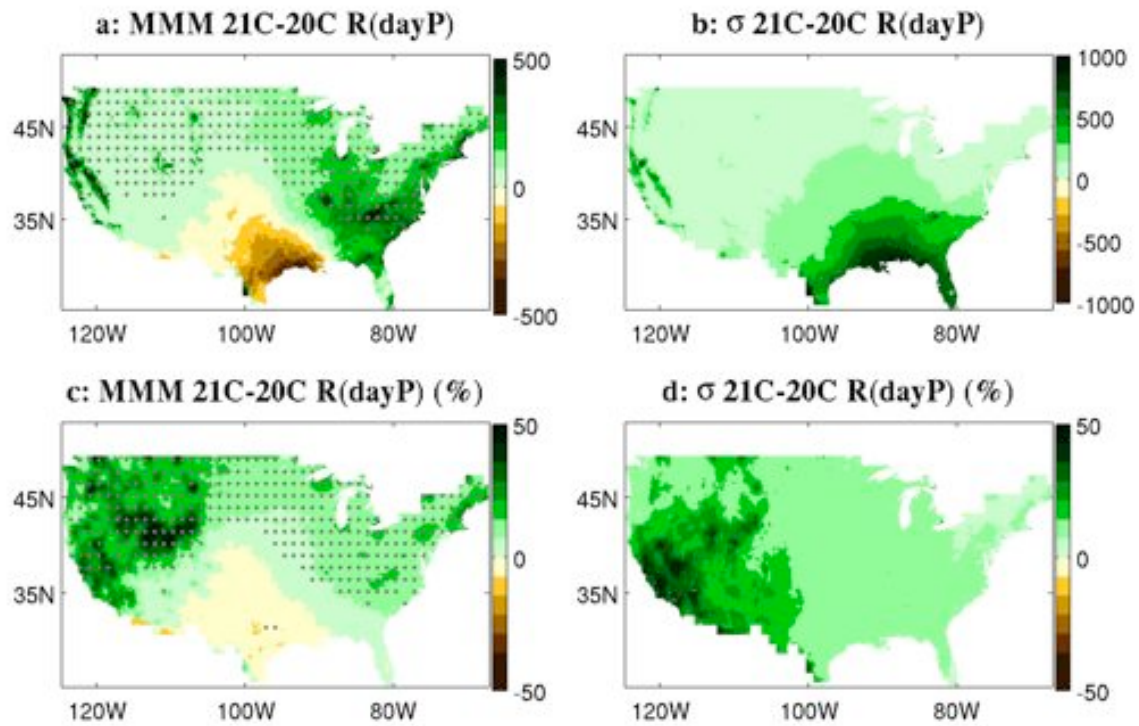 a: MMM 21C-20C R(dayP)
b: σ 21C-20C R(dayP)
500
0
-500
45N
35N
120W
100W
80W
1000
500
0
-500
-1000
45N
35N
120W
100W
80W
c: MMM 21C-20C R(dayP) (%)
d: σ 21C-20C R(dayP) (%)
50
0
-50
45N
35N
120W
100W
80W
50
0
-50
45N
35N
120W
100W
80W